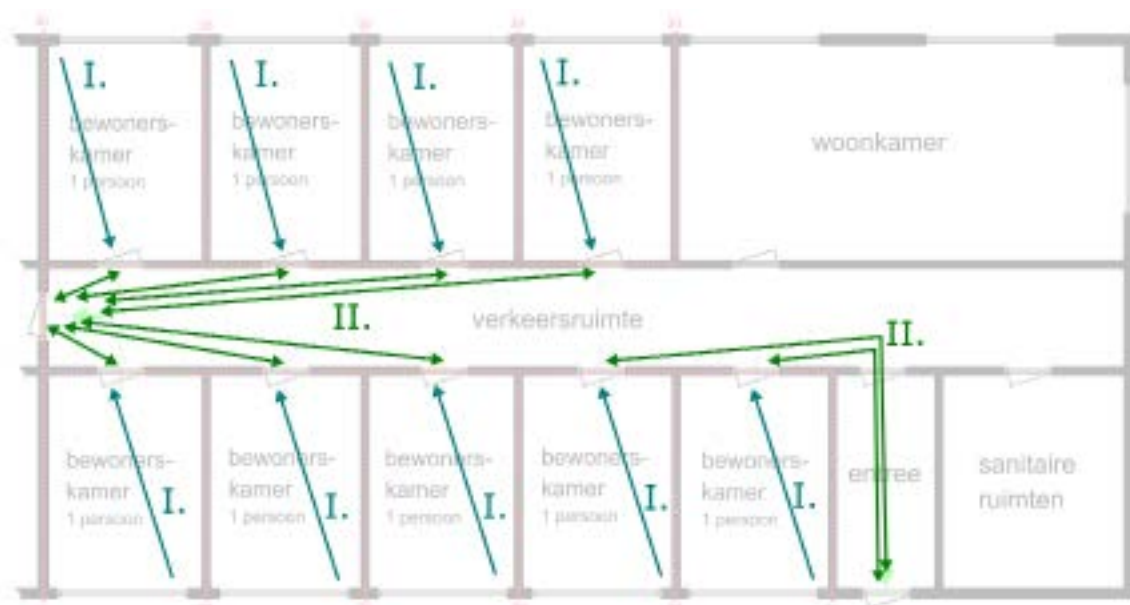 I.
I.
I.
I.
bewoners-
kamer
1 persoon
bewoners-
kamer
1 persoon
bewoners-
kamer
1 persoon
bewoners-
kamer
1 persoon
woonkamer
II.
verkeersruimte
II.
bewoners-
kamer
1 persoon
I.
bewoners-
kamer
1 persoon
I.
bewoners-
kamer
1 persoon
I.
bewoners-
kamer
1 persoon
I.
bewoners-
kamer
1 persoon
I.
entree
sanitaire
ruimten